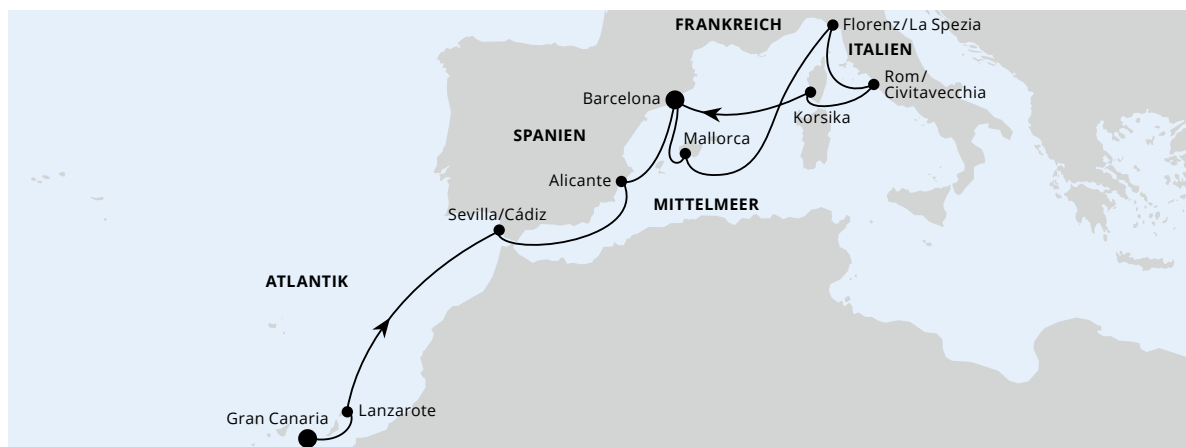 FRANKREICH
Florenz/La Spezia
ITALIEN
Rom/
Civitavecchia
Barcelona
Korsika
SPANIEN
Mallorca
Alicante
MITTELMEER
Sevilla/Cádiz
ATLANTIK
Lanzarote
Gran Canaria